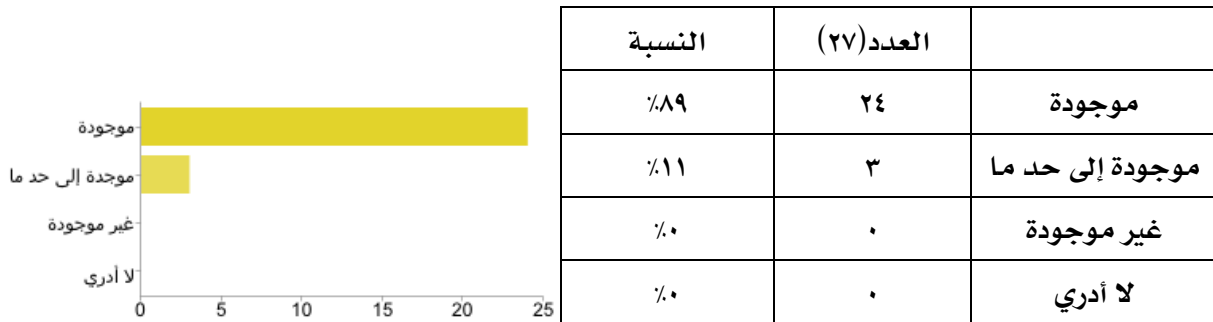 العدد(٢٧) النسبة
موجودة ٢٤ ٨٩٪
موجودة إلى حد ما ٣ ١١٪
غير موجودة ٠ ٠٪
لا أدري ٠ ٠٪
موجودة
موجدة إلى حد ما
غير موجودة
لا أدري
0 5 10 15 20 25